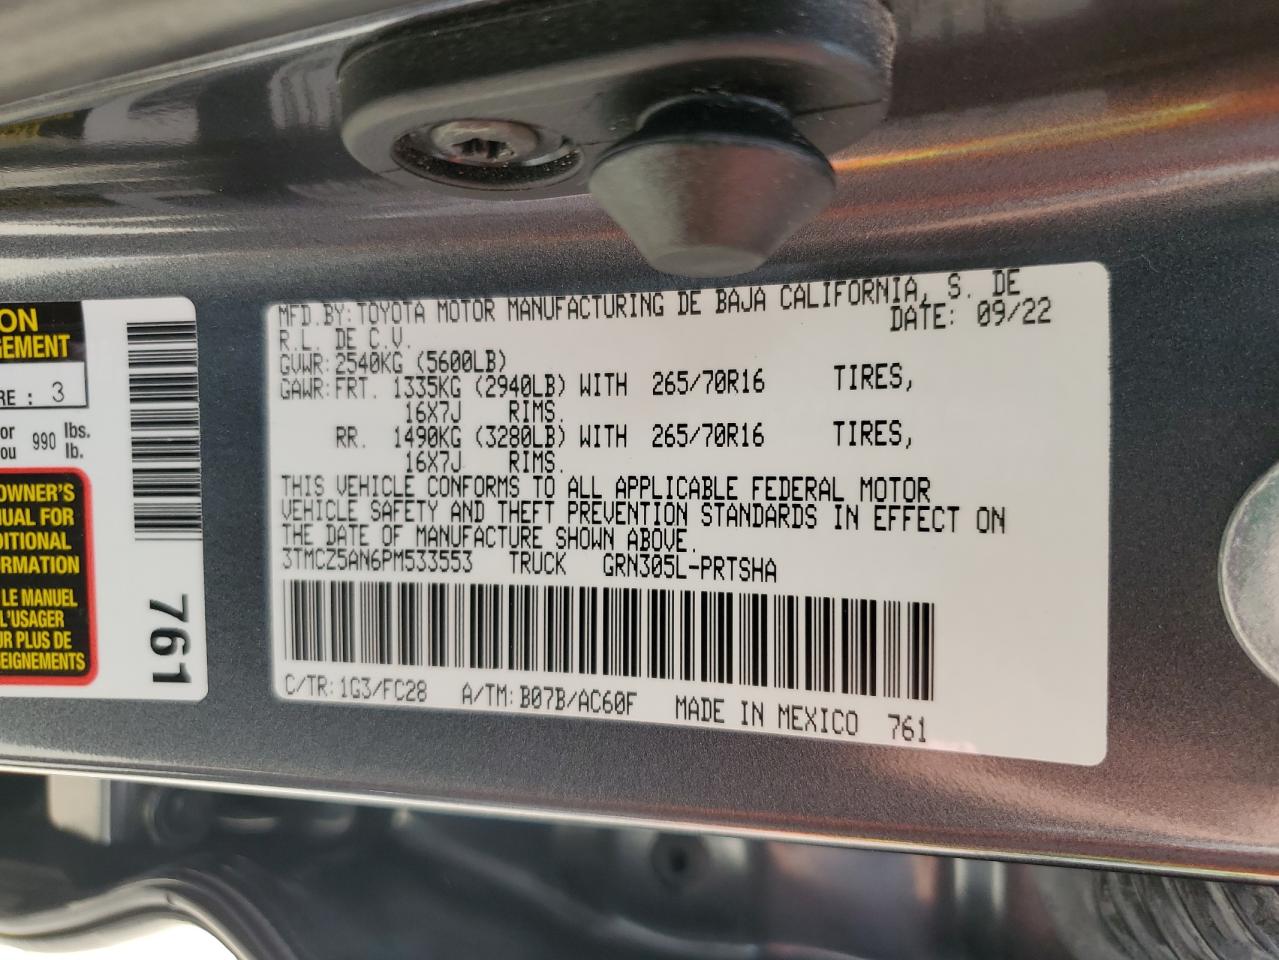 ON
GEMENT
RE : 3
or 990 lbs.
ou lb.
OWNER'S
UAL FOR
DITIONAL
ORMATION
LE MANUEL
L'USAGER
UR PLUS DE
EIGNEMENTS
761
MFD.BY:TOYOTA MOTOR MANUFACTURING DE BAJA CALIFORNIA, S. DE
R.L. DE C.V. DATE: 09/22
GVWR:2540KG (5600LB)
GAWR:FRT. 1335KG (2940LB) WITH 265/70R16 TIRES,
16X7J RIMS.
RR. 1490KG (3280LB) WITH 265/70R16 TIRES,
16X7J RIMS.
THIS VEHICLE CONFORMS TO ALL APPLICABLE FEDERAL MOTOR
VEHICLE SAFETY AND THEFT PREVENTION STANDARDS IN EFFECT ON
THE DATE OF MANUFACTURE SHOWN ABOVE.
3TMCZ5AN6PM533553 TRUCK GRN305L-PRTSHA
C/TR:1G3/FC28 A/TM:B07B/AC60F MADE IN MEXICO 761